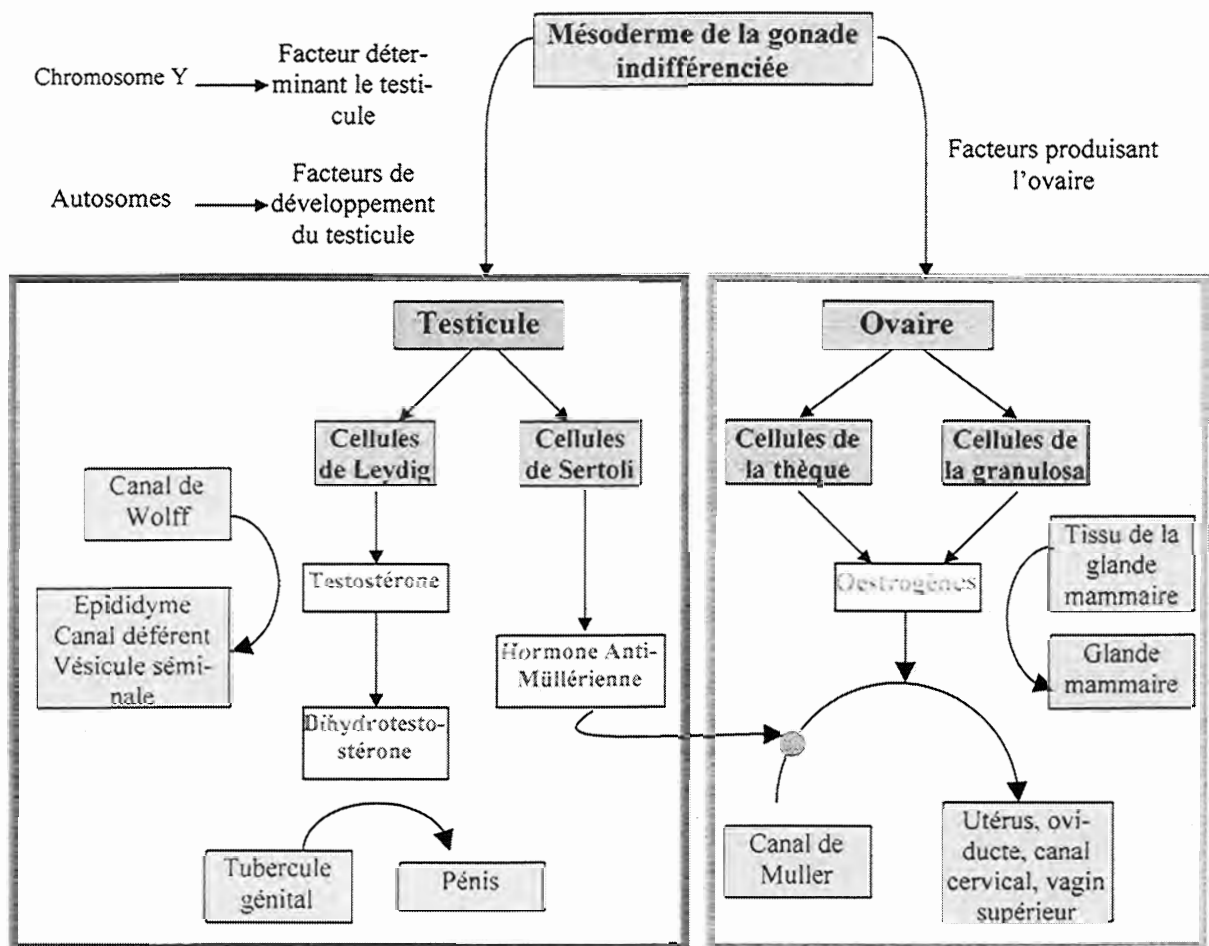 Mésoderme de la gonade
indifférenciée
Chromosome Y
Facteur déter-
minant le testi-
cule
Autosomes
Facteurs de
développement
du testicule
Facteurs produisant
l'ovaire
Testicule
Cellules
de Leydig
Cellules
de Sertoli
Canal de
Wolff
Epididyme
Canal déférent
Vésicule sémi-
nale
Testostérone
Dihydrotesto-
stérone
Hormone Anti-
Müllérienne
Tubercule
génital
Pénis
Ovaire
Cellules de
la thèque
Cellules de
la granulosa
Oestrogènes
Tissu de la
glande
mammaire
Glande
mammaire
Canal de
Muller
Utérus, ovi-
ducte, canal
cervical, vagin
supérieur